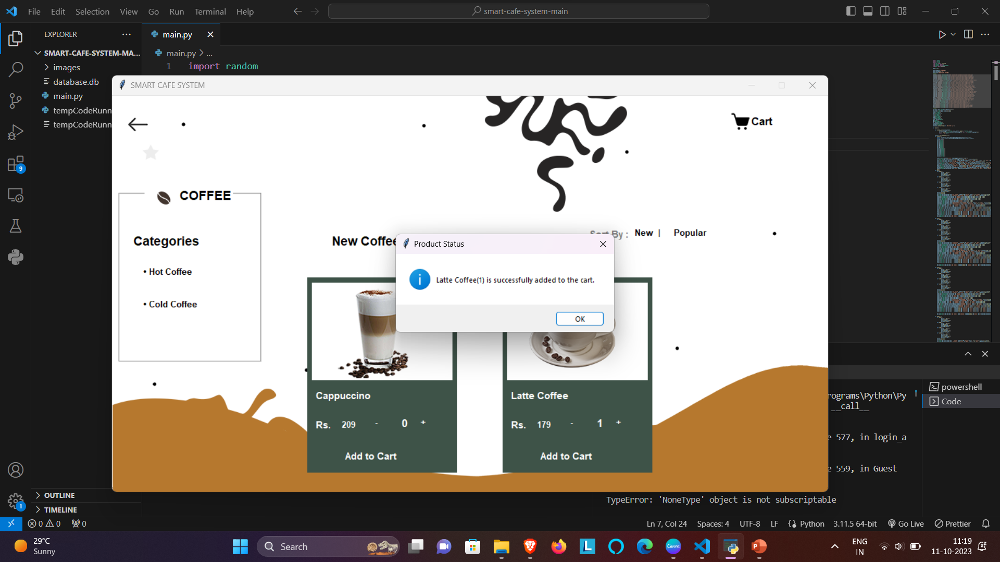 File Edit Selection View Go Run Terminal Help
smart-cafe-system-main
EXPLORER
main.py
SMART-CAFE-SYSTEM-MA...
main.py > ...
images
1 import random
database.db
main.py
tempCodeRunn
tempCodeRunn
SMART CAFE SYSTEM
Cart
COFFEE
Categories
• Hot Coffee
• Cold Coffee
New Coffee
Sort By :
New |
Popular
Product Status
Latte Coffee(1) is successfully added to the cart.
OK
Cappuccino
Rs. 209 - 0 +
Add to Cart
Latte Coffee
Rs. 179 - 1 +
Add to Cart
rograms\Python\Py
__call__
e 577, in login_a
e 559, in Guest
TypeError: 'NoneType' object is not subscriptable
powershell
Code
9
1
OUTLINE
TIMELINE
0 0 0
Ln 7, Col 24 Spaces: 4 UTF-8 LF Python 3.11.5 64-bit Go Live Prettier
29°C
Sunny
Search
L
Canva
P
ENG
IN
11:19
11-10-2023